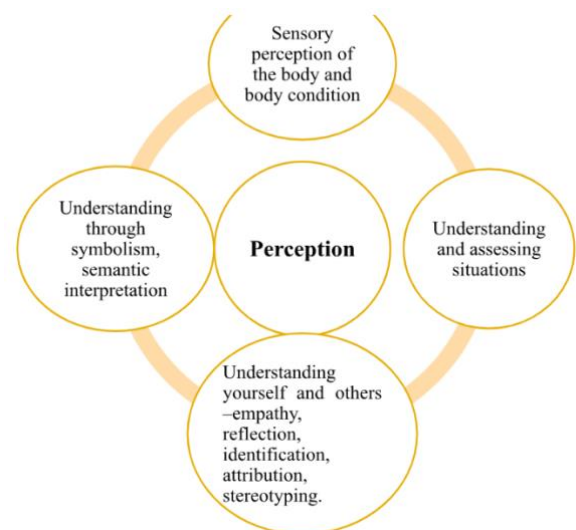 Sensory
perception of
the body and
body condition
Understanding
through
symbolism,
semantic
interpretation
Perception
Understanding
and assessing
situations
Understanding
yourself and others
–empathy,
reflection,
identification,
attribution,
stereotyping.